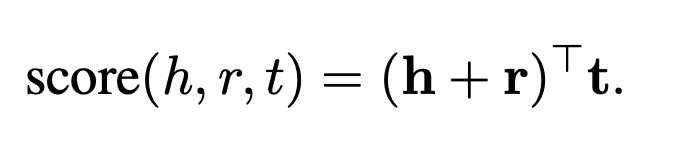 score(h, r, t) = (𝐡 + 𝐫)^⊤𝐭.